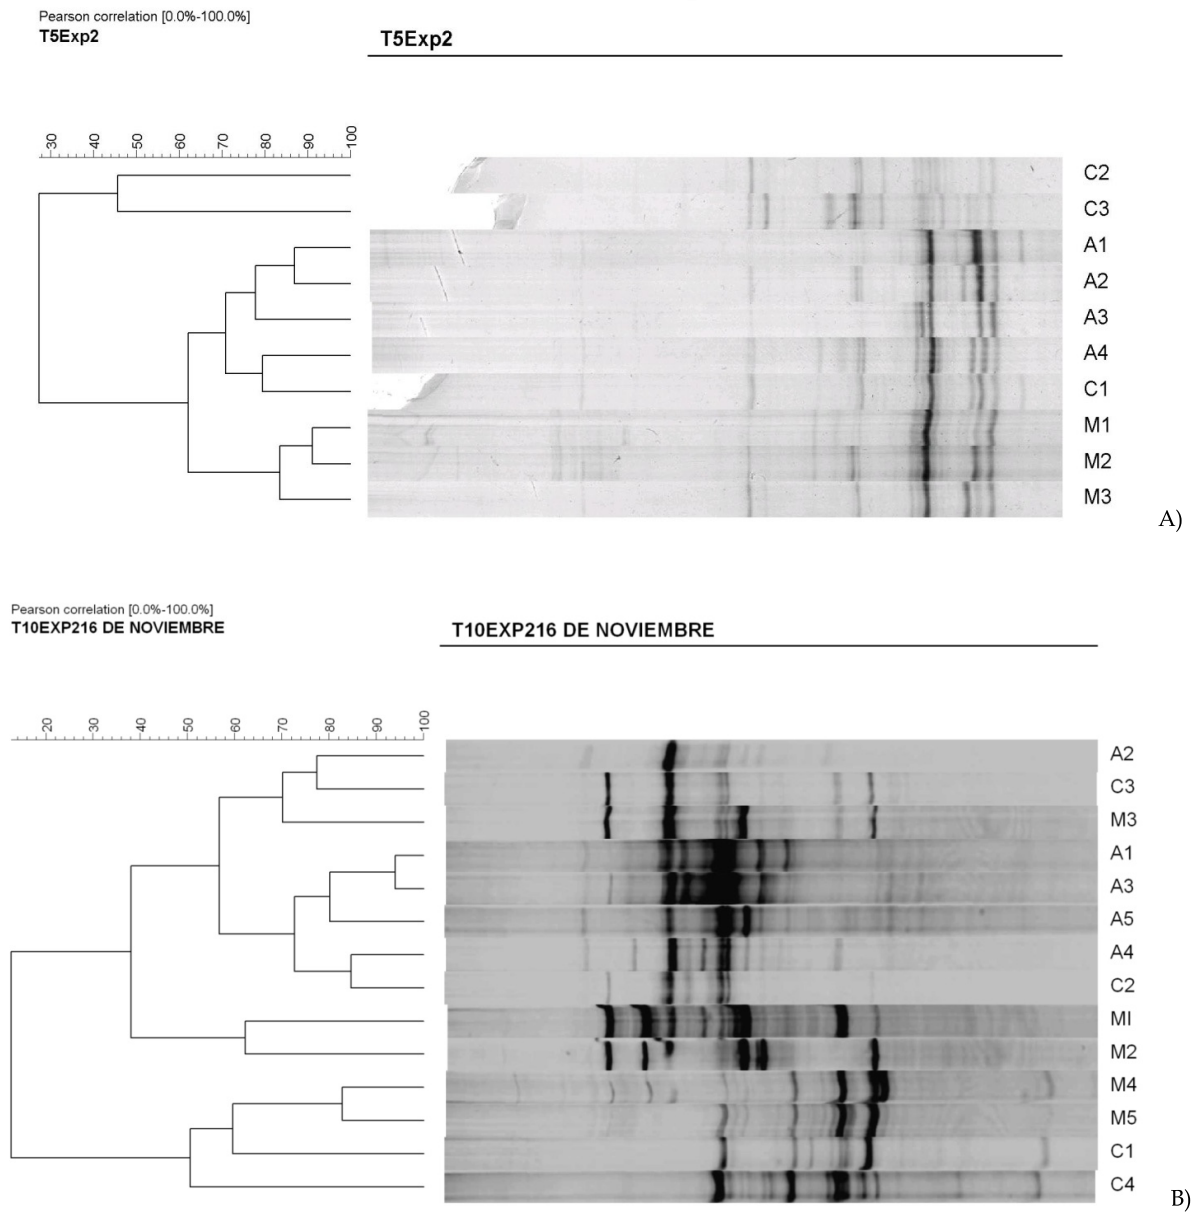 Pearson correlation [0.0%-100.0%]
T5Exp2
T5Exp2
30 40 50 60 70 80 90 100
C2
C3
A1
A2
A3
A4
C1
M1
M2
M3
A)
Pearson correlation [0.0%-100.0%]
T10EXP216 DE NOVIEMBRE
T10EXP216 DE NOVIEMBRE
20 30 40 50 60 70 80 90 100
A2
C3
M3
A1
A3
A5
A4
C2
MI
M2
M4
M5
C1
C4
B)